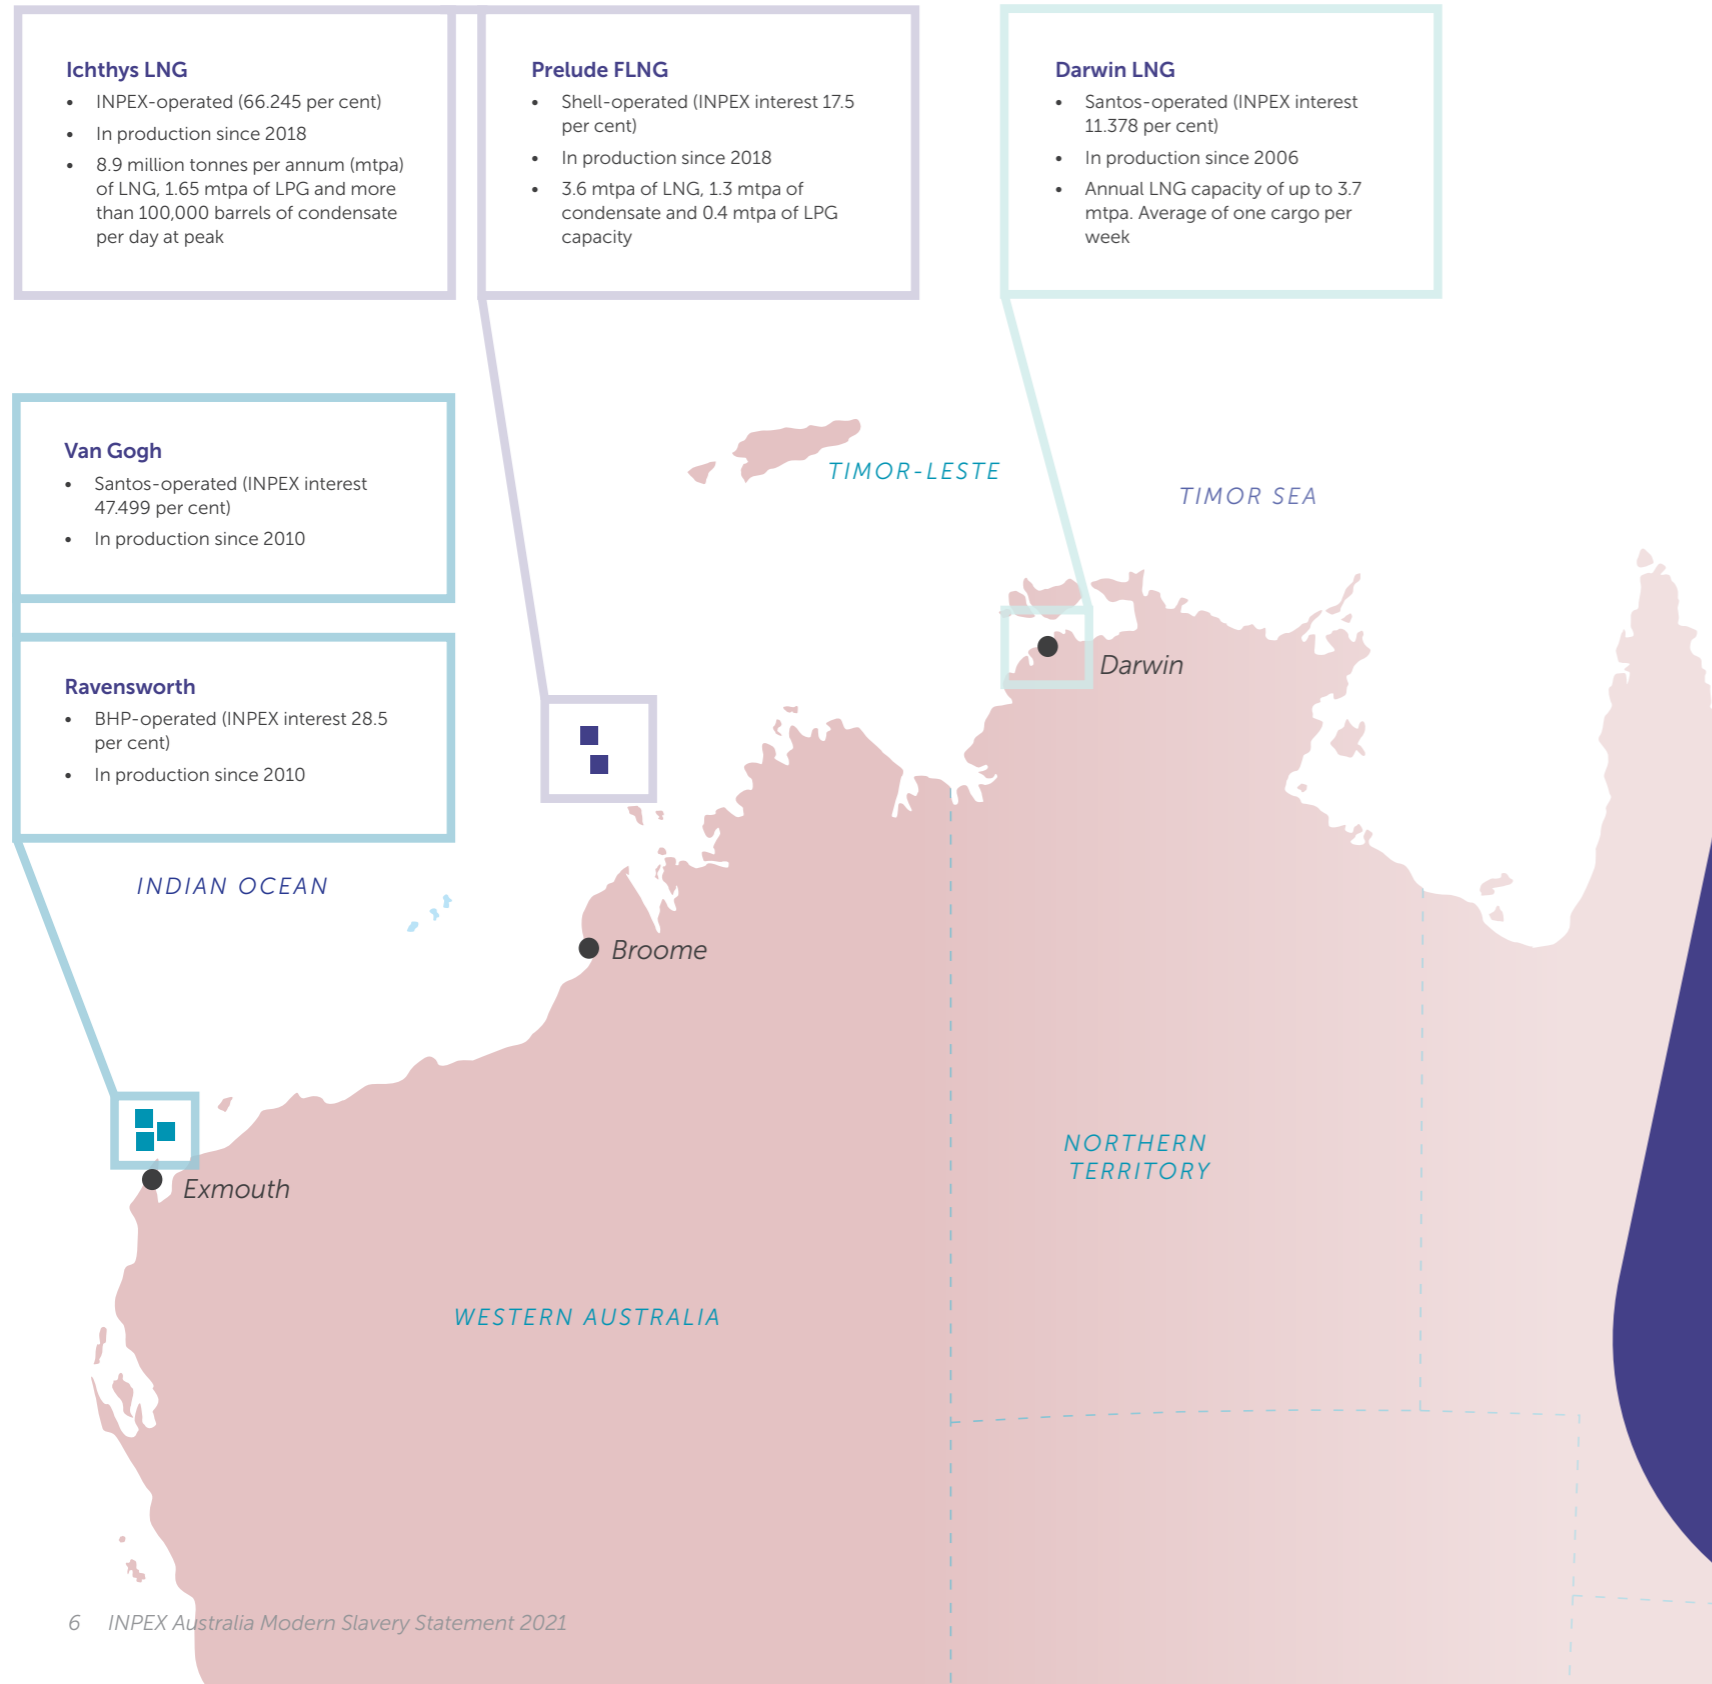 Ichthys LNG
• INPEX-operated (66.245 per cent)
• In production since 2018
• 8.9 million tonnes per annum (mtpa)
of LNG, 1.65 mtpa of LPG and more
than 100,000 barrels of condensate
per day at peak
Prelude FLNG
• Shell-operated (INPEX interest 17.5
per cent)
• In production since 2018
• 3.6 mtpa of LNG, 1.3 mtpa of
condensate and 0.4 mtpa of LPG
capacity
Darwin LNG
• Santos-operated (INPEX interest
11.378 per cent)
• In production since 2006
• Annual LNG capacity of up to 3.7
mtpa. Average of one cargo per
week
Van Gogh
• Santos-operated (INPEX interest
47.499 per cent)
• In production since 2010
Ravensworth
• BHP-operated (INPEX interest 28.5
per cent)
• In production since 2010
TIMOR-LESTE
TIMOR SEA
Darwin
INDIAN OCEAN
Broome
Exmouth
NORTHERN
TERRITORY
WESTERN AUSTRALIA
6 INPEX Australia Modern Slavery Statement 2021